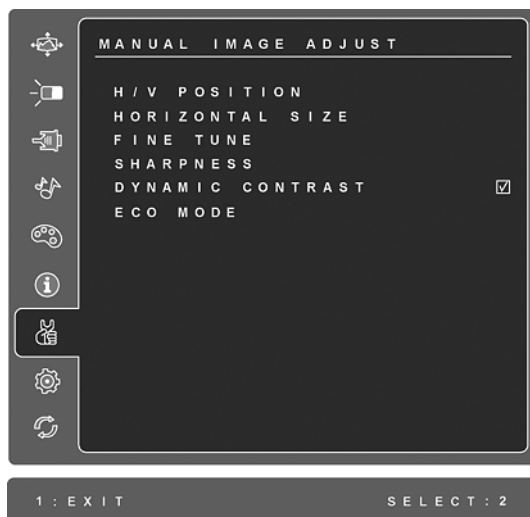 MANUAL IMAGE ADJUST
H/V POSITION
HORIZONTAL SIZE
FINE TUNE
SHARPNESS
DYNAMIC CONTRAST
ECO MODE
1:EXIT SELECT:2